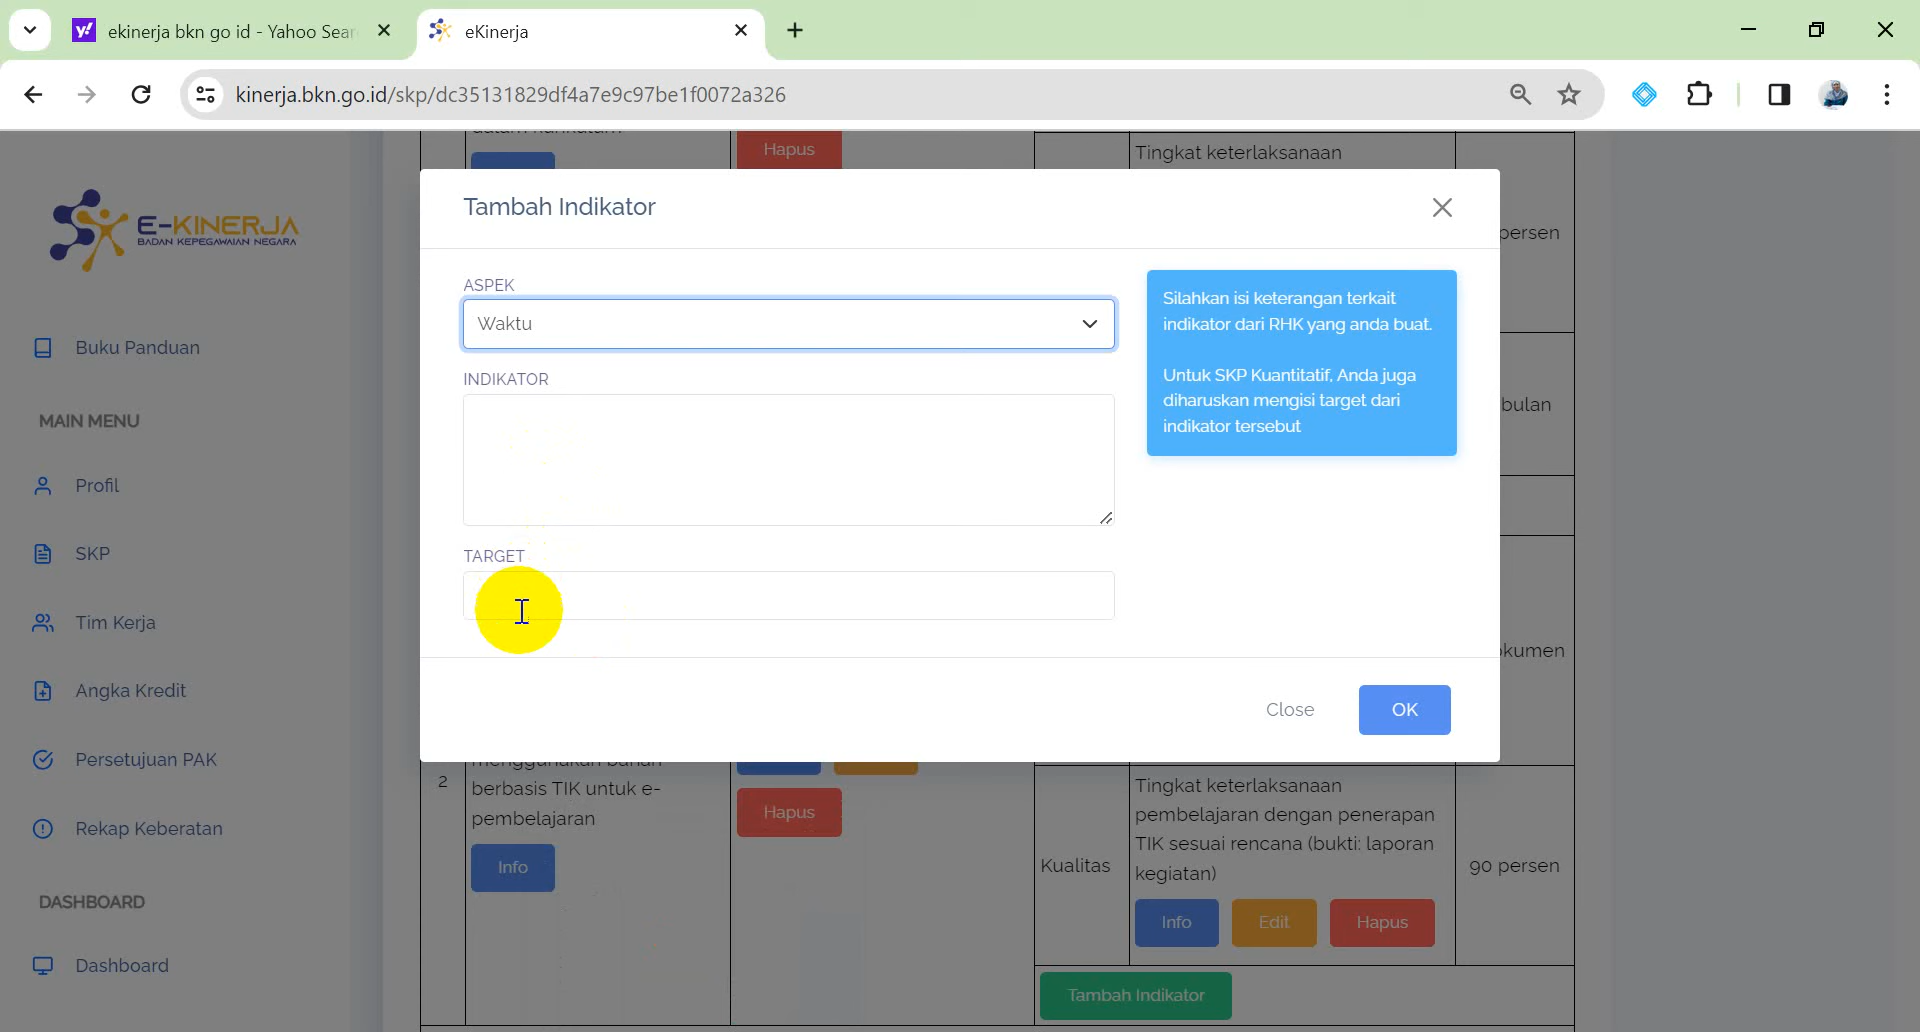 ekinerja bkn go id - Yahoo Sear
eKinerja
kinerja.bkn.go.id/skp/dc35131829df4a7e9c97be1f0072a326
E-KINERJA
BADAN KEPEGAWAIAN NEGARA
Buku Panduan
MAIN MENU
Profil
SKP
Tim Kerja
Angka Kredit
Persetujuan PAK
Rekap Keberatan
DASHBOARD
Dashboard
Hapus
Tingkat keterlaksanaan
persen
bulan
Tambah Indikator
ASPEK
Waktu
INDIKATOR
TARGET
Silahkan isi keterangan terkait
indikator dari RHK yang anda buat.
Untuk SKP Kuantitatif, Anda juga
diharuskan mengisi target dari
indikator tersebut
Close
OK
2
menggunakan bahan
berbasis TIK untuk e-
pembelajaran
Info
Hapus
Kualitas
Tingkat keterlaksanaan
pembelajaran dengan penerapan
TIK sesuai rencana (bukti: laporan
kegiatan)
Info
Edit
Hapus
90 persen
Tambah Indikator